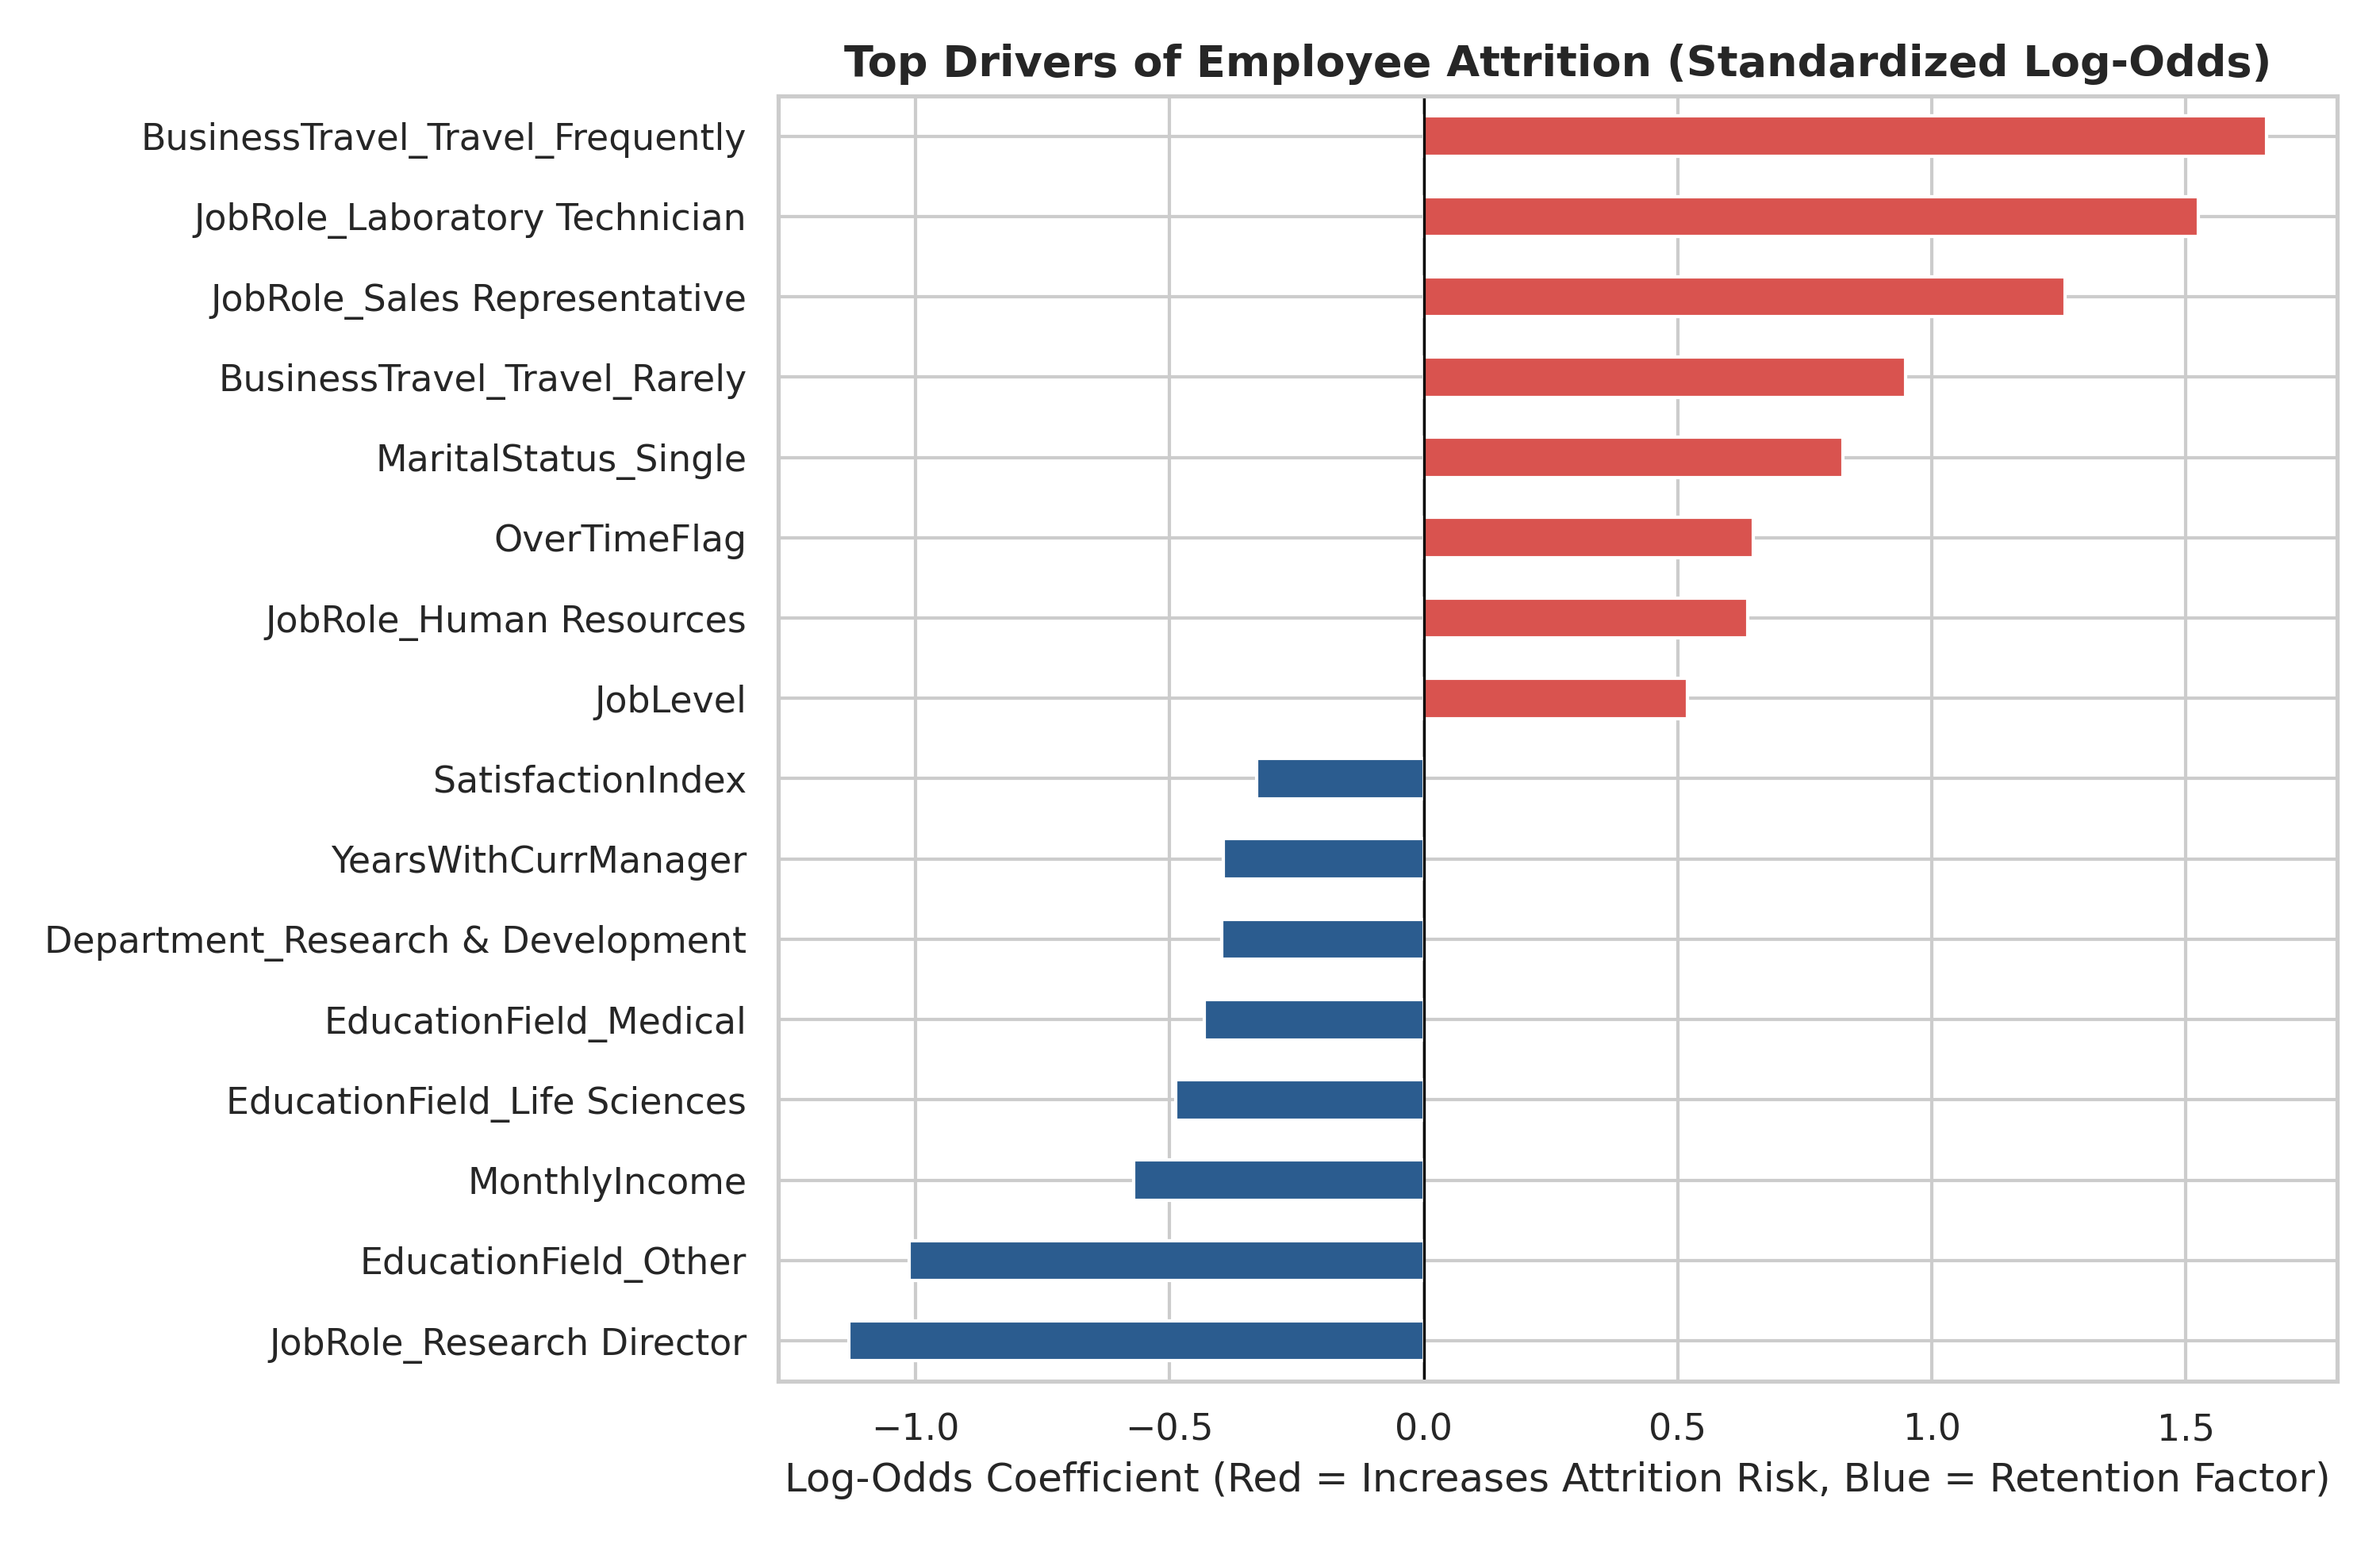 Top Drivers of Employee Attrition (Standardized Log-Odds)
BusinessTravel_Travel_Frequently
JobRole_Laboratory Technician
JobRole_Sales Representative
BusinessTravel_Travel_Rarely
MaritalStatus_Single
OverTimeFlag
JobRole_Human Resources
JobLevel
SatisfactionIndex
YearsWithCurrManager
Department_Research & Development
EducationField_Medical
EducationField_Life Sciences
MonthlyIncome
EducationField_Other
JobRole_Research Director
−1.0 −0.5 0.0 0.5 1.0 1.5
Log-Odds Coefficient (Red = Increases Attrition Risk, Blue = Retention Factor)